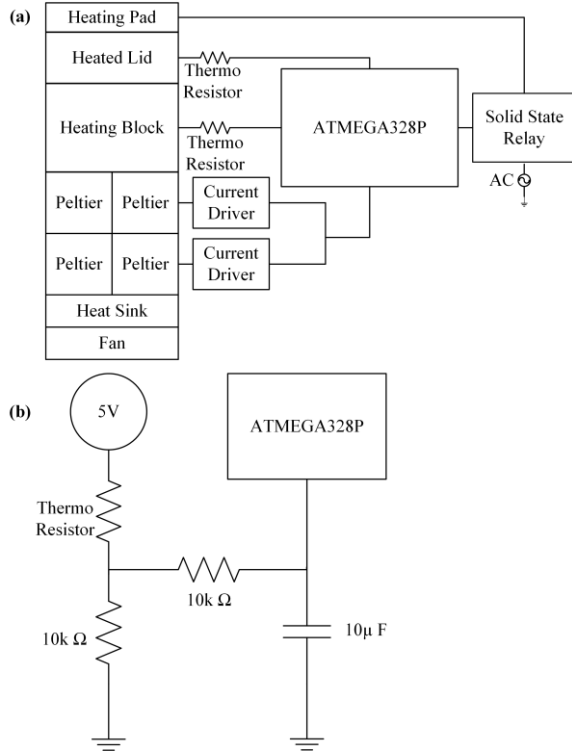 (a)
Heating Pad
Heated Lid
Thermo
Resistor
Heating Block
Thermo
Resistor
ATMEGA328P
Solid State
Relay
AC
Peltier
Peltier
Current
Driver
Peltier
Peltier
Current
Driver
Heat Sink
Fan
(b)
5V
ATMEGA328P
Thermo
Resistor
10k Ω
10k Ω
10μ F